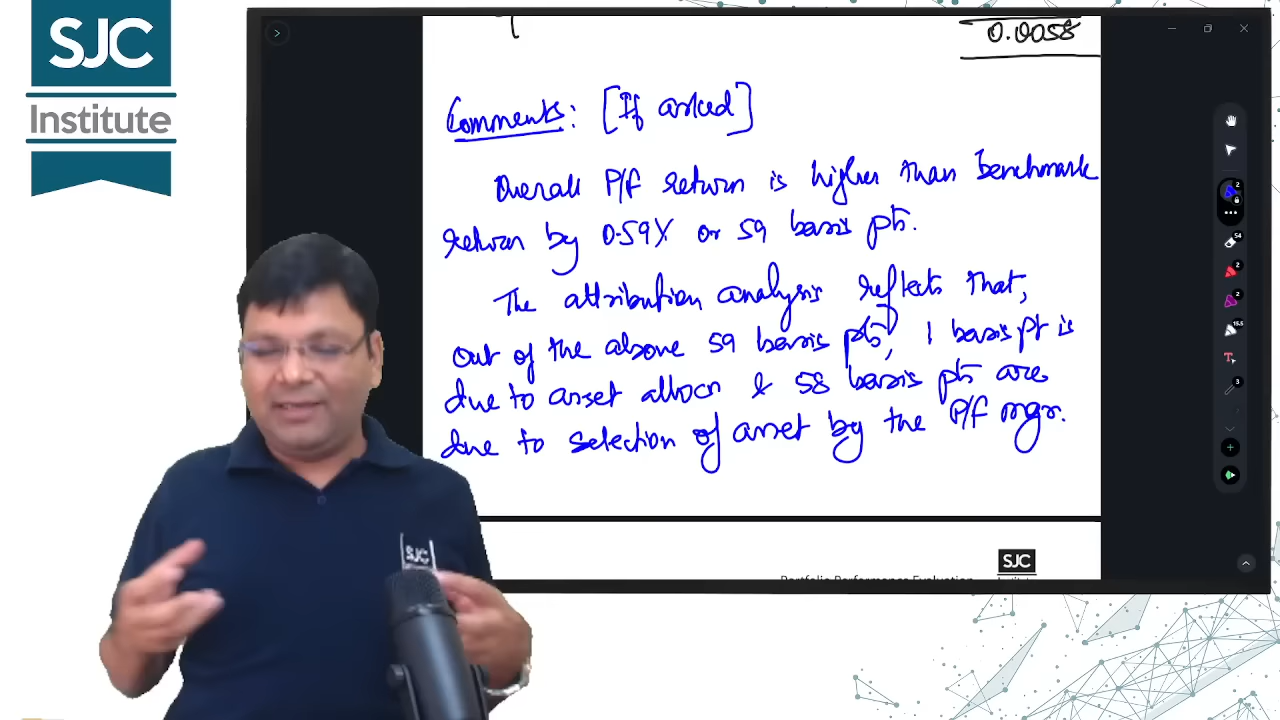 SJC
Institute
0.0058
Comments: [If asked]
Overall P/f return is higher than benchmark
return by 0.59% or 59 basis pts.
The attribution analysis reflects that,
out of the above 59 basis pts, 1 basis pt is
due to asset allocn & 58 basis pts are
due to selection of asset by the P/f mgr.
SJC
SJC
Portfolio Performance Evaluation